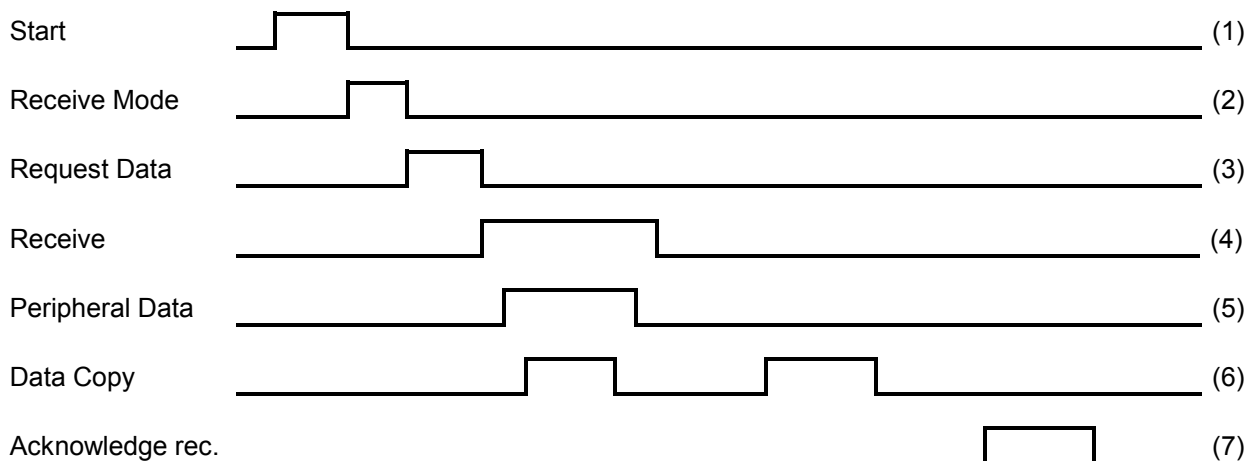 Start (1)
Receive Mode (2)
Request Data (3)
Receive (4)
Peripheral Data (5)
Data Copy (6)
Acknowledge rec. (7)